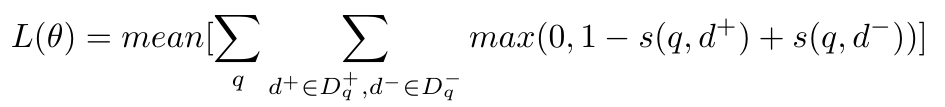 L(θ) = mean[∑_q ∑_{d⁺∈D_q⁺,d⁻∈D_q⁻} max(0, 1 − s(q, d⁺) + s(q, d⁻))]